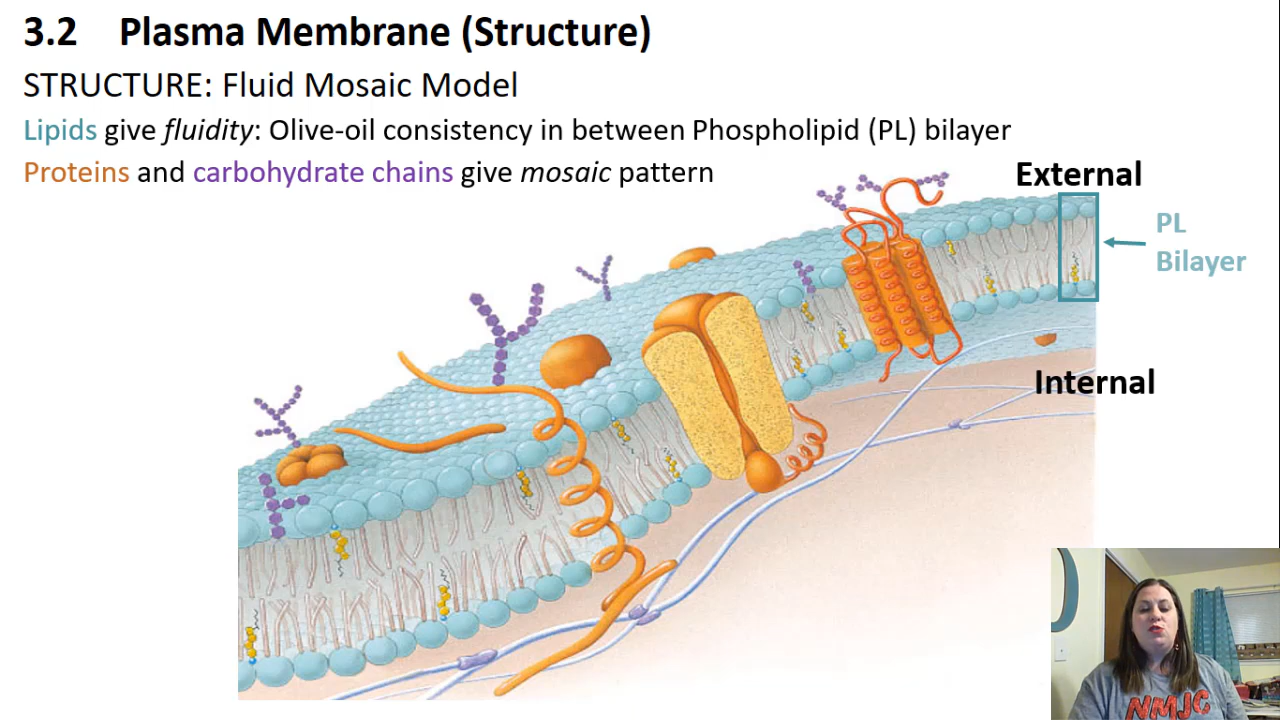 3.2 Plasma Membrane (Structure)
STRUCTURE: Fluid Mosaic Model
Lipids give fluidity: Olive-oil consistency in between Phospholipid (PL) bilayer
Proteins and carbohydrate chains give mosaic pattern
External
PL
Bilayer
Internal
NMJC